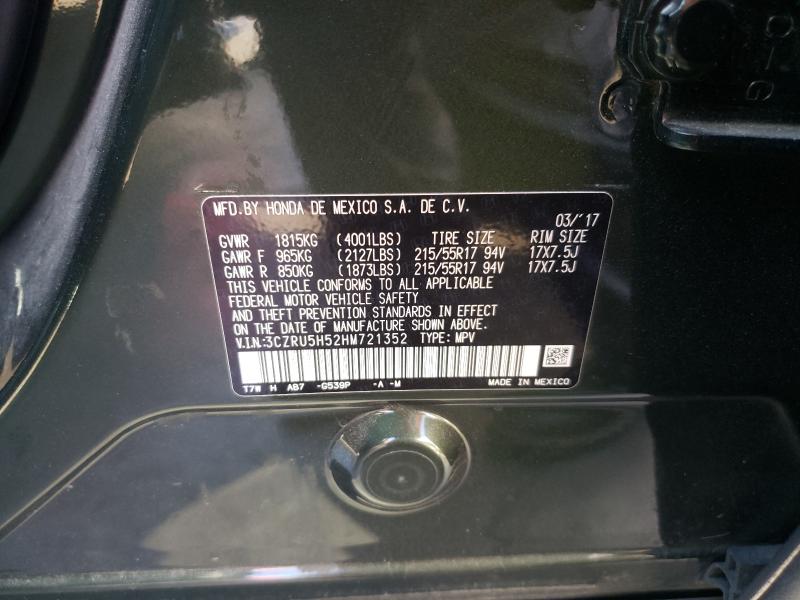 MFD.BY HONDA DE MEXICO S.A. DE C.V.
03/'17
GVWR 1815KG (4001LBS) TIRE SIZE RIM SIZE
GAWR F 965KG (2127LBS) 215/55R17 94V 17X7.5J
GAWR R 850KG (1873LBS) 215/55R17 94V 17X7.5J
THIS VEHICLE CONFORMS TO ALL APPLICABLE
FEDERAL MOTOR VEHICLE SAFETY
AND THEFT PREVENTION STANDARDS IN EFFECT
ON THE DATE OF MANUFACTURE SHOWN ABOVE.
V.I.N:3CZRU5H52HM721352 TYPE: MPV
T7W H AB7 -G539P -A -M MADE IN MEXICO